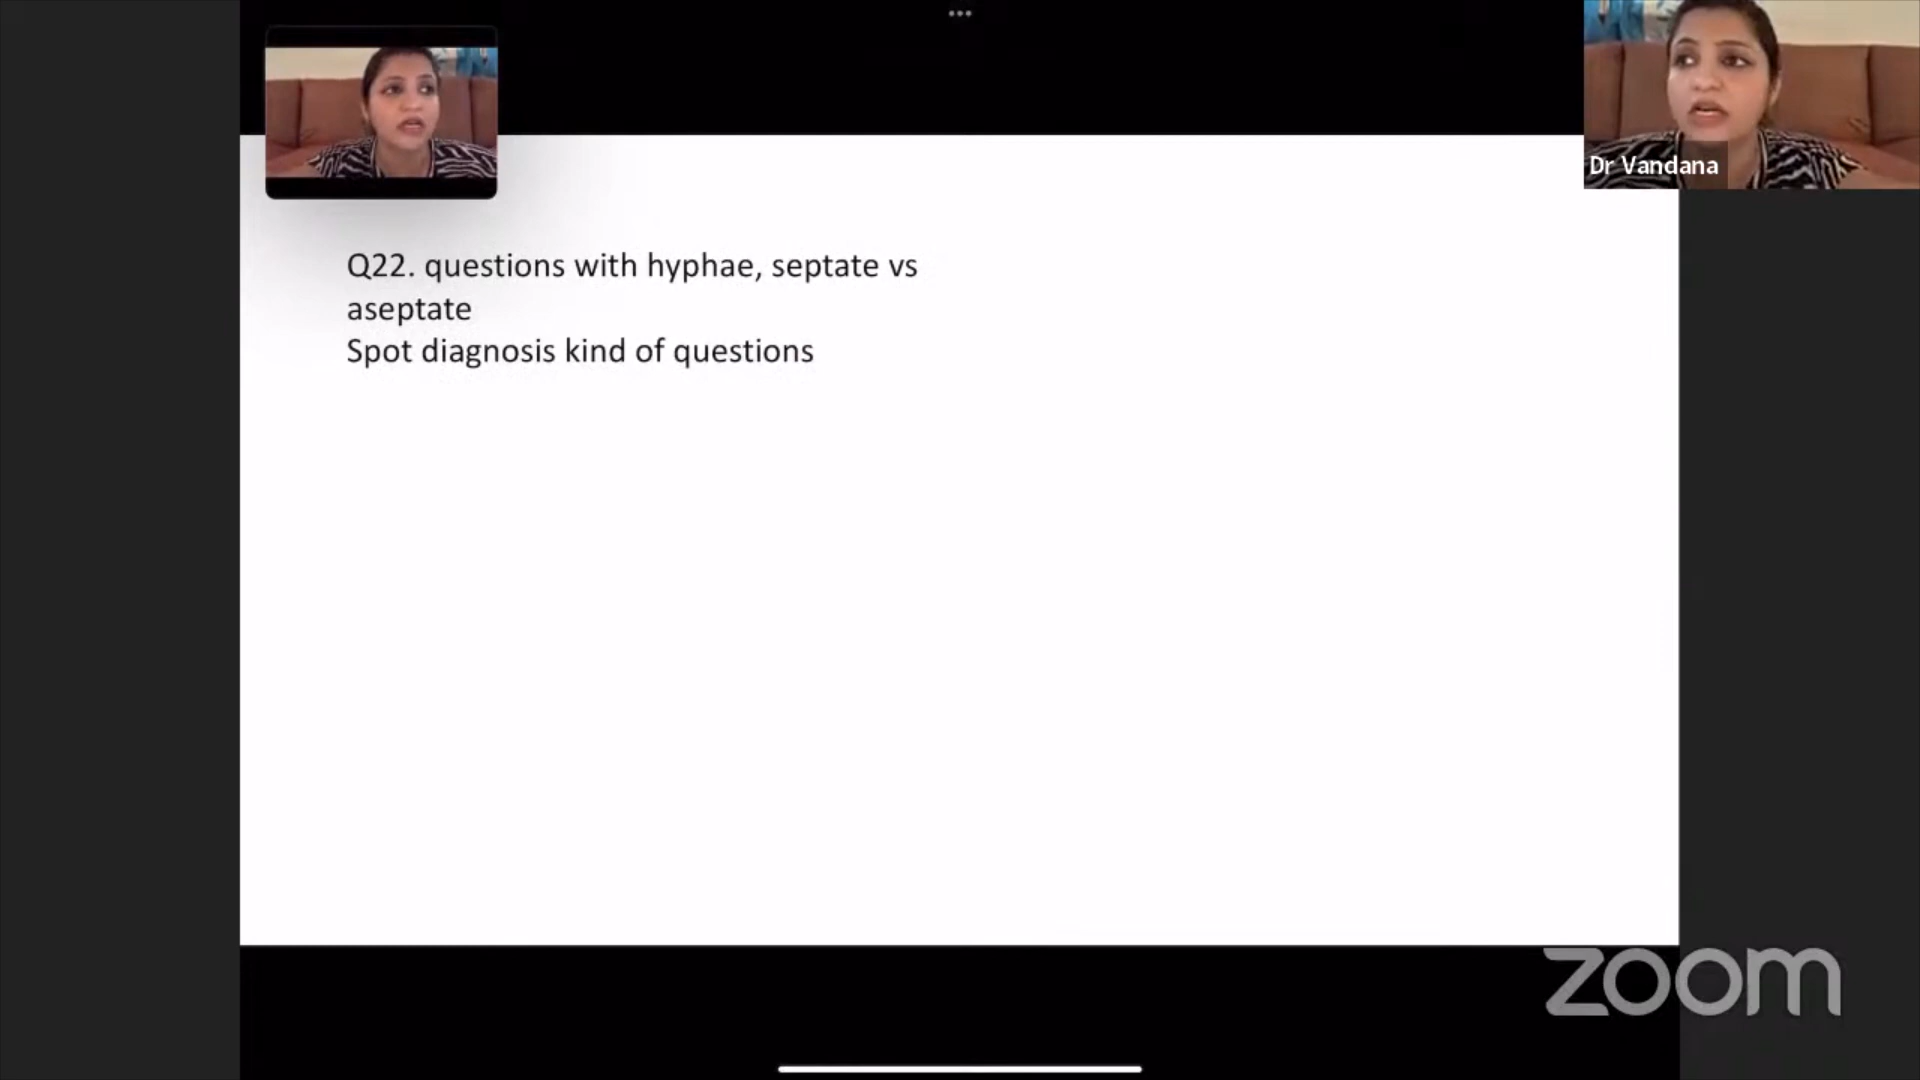 Dr Vandana
Q22. questions with hyphae, septate vs
aseptate
Spot diagnosis kind of questions
zoom